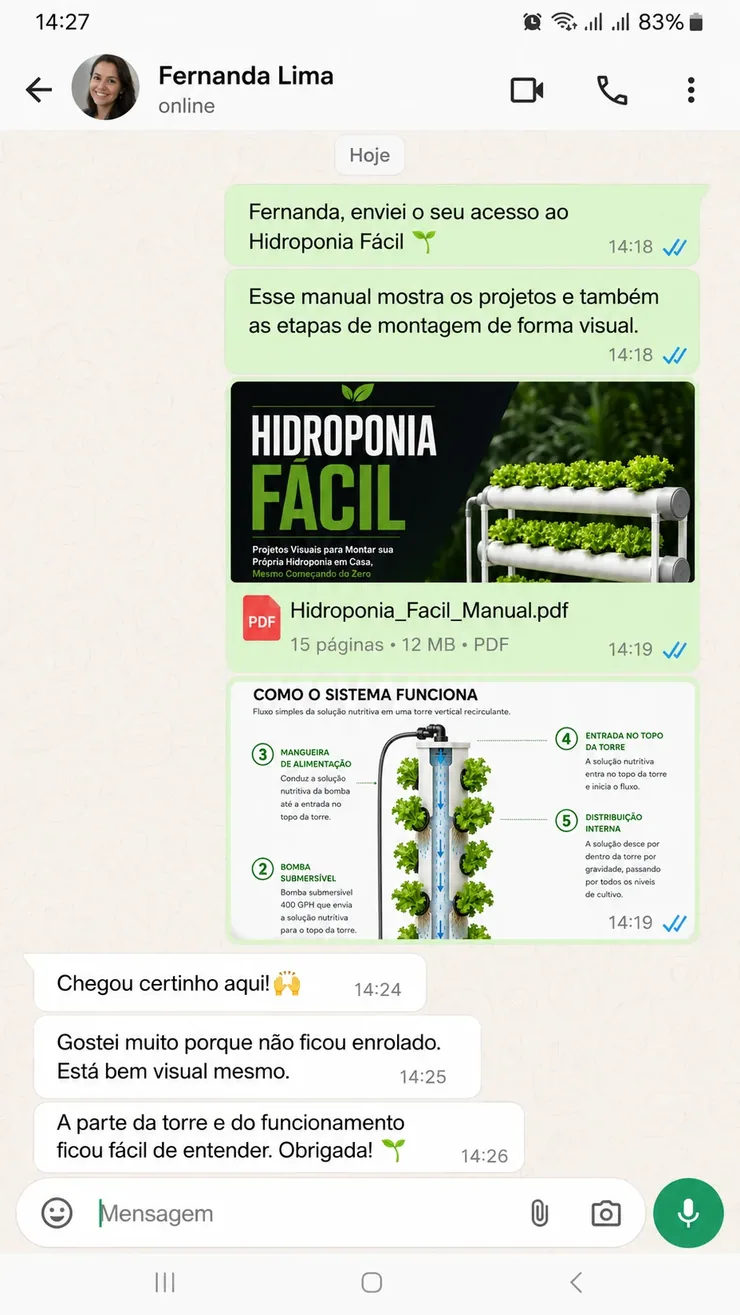 14:27
83%
Fernanda Lima
online
Hoje
Fernanda, enviei o seu acesso ao
Hidroponia Fácil 🌱
14:18
Esse manual mostra os projetos e também
as etapas de montagem de forma visual.
14:18
HIDROPONIA
FÁCIL
Projetos Visuais para Montar sua
Própria Hidroponia em Casa,
Mesmo Começando do Zero
PDF
Hidroponia_Facil_Manual.pdf
15 páginas • 12 MB • PDF
14:19
COMO O SISTEMA FUNCIONA
Fluxo simples da solução nutritiva em uma torre vertical recirculante.
3
MANGUEIRA
DE ALIMENTAÇÃO
Conduz a solução
nutritiva da bomba
até a entrada no
topo da torre.
2
BOMBA
SUBMERSÍVEL
Bomba submersível
400 GPH que envia
a solução nutritiva
para o topo da torre.
4
ENTRADA NO TOPO
DA TORRE
A solução nutritiva
entra no topo da torre
e inicia o fluxo.
5
DISTRIBUIÇÃO
INTERNA
A solução desce por
dentro da torre por
gravidade, passando
por todos os níveis
de cultivo.
14:19
Chegou certinho aqui! 🙌
14:24
Gostei muito porque não ficou enrolado.
Está bem visual mesmo.
14:25
A parte da torre e do funcionamento
ficou fácil de entender. Obrigada! 🌱
14:26
Mensagem